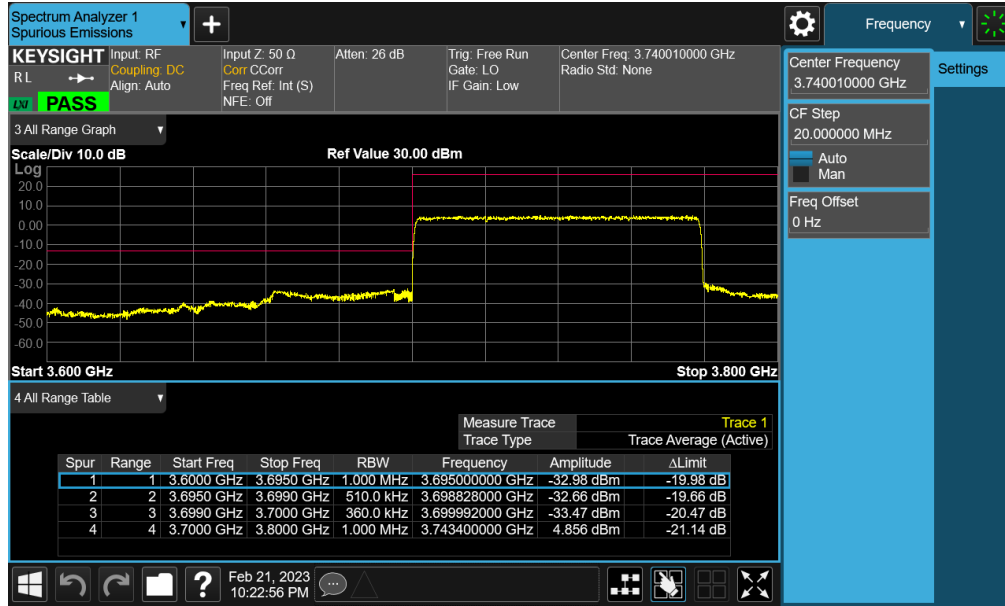 Spectrum Analyzer 1
Spurious Emissions
Frequency
KEYSIGHT
RL
LXI
PASS
Input: RF
Coupling: DC
Align: Auto
Input Z: 50 Ω
Corr CCorr
Freq Ref: Int (S)
NFE: Off
Atten: 26 dB
Trig: Free Run
Gate: LO
IF Gain: Low
Center Freq: 3.740010000 GHz
Radio Std: None
Center Frequency
3.740010000 GHz
Settings
CF Step
20.000000 MHz
Auto
Man
Freq Offset
0 Hz
3 All Range Graph
Scale/Div 10.0 dB Ref Value 30.00 dBm
Log
20.0
10.0
0.00
-10.0
-20.0
-30.0
-40.0
-50.0
-60.0
Start 3.600 GHz Stop 3.800 GHz
4 All Range Table
Measure Trace Trace 1
Trace Type Trace Average (Active)
Spur Range Start Freq Stop Freq RBW Frequency Amplitude ΔLimit
1 1 3.6000 GHz 3.6950 GHz 1.000 MHz 3.695000000 GHz -32.98 dBm -19.98 dB
2 2 3.6950 GHz 3.6990 GHz 510.0 kHz 3.698828000 GHz -32.66 dBm -19.66 dB
3 3 3.6990 GHz 3.7000 GHz 360.0 kHz 3.699992000 GHz -33.47 dBm -20.47 dB
4 4 3.7000 GHz 3.8000 GHz 1.000 MHz 3.743400000 GHz 4.856 dBm -21.14 dB
?
Feb 21, 2023
10:22:56 PM